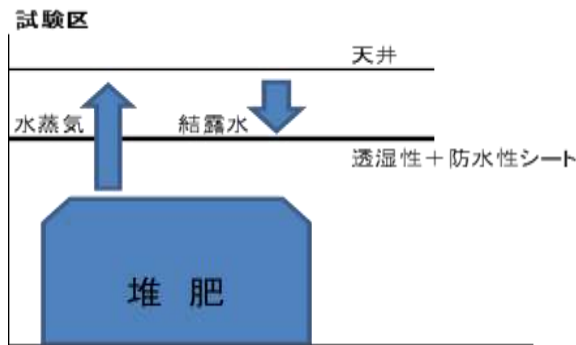 試験区
天井
水蒸気
結露水
透湿性＋防水性シート
堆 肥